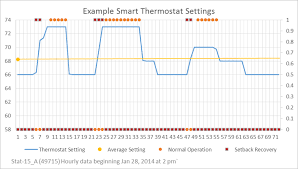 Example Smart Thermostat Settings
74
72
70
68
66
64
62
60
58
1
0.9
0.8
0.7
0.6
0.5
0.4
0.3
0.2
0.1
0
1 3 5 7 9 11 13 15 17 19 21 23 25 27 29 31 33 35 37 39 41 43 45 47 49 51 53 55 57 59 61 63 65 67 69 71
Thermostat Setting
Average Setting
Normal Operation
Setback Recovery
Stat-15_A (49715)Hourly data beginning Jan 28, 2014 at 2 pm